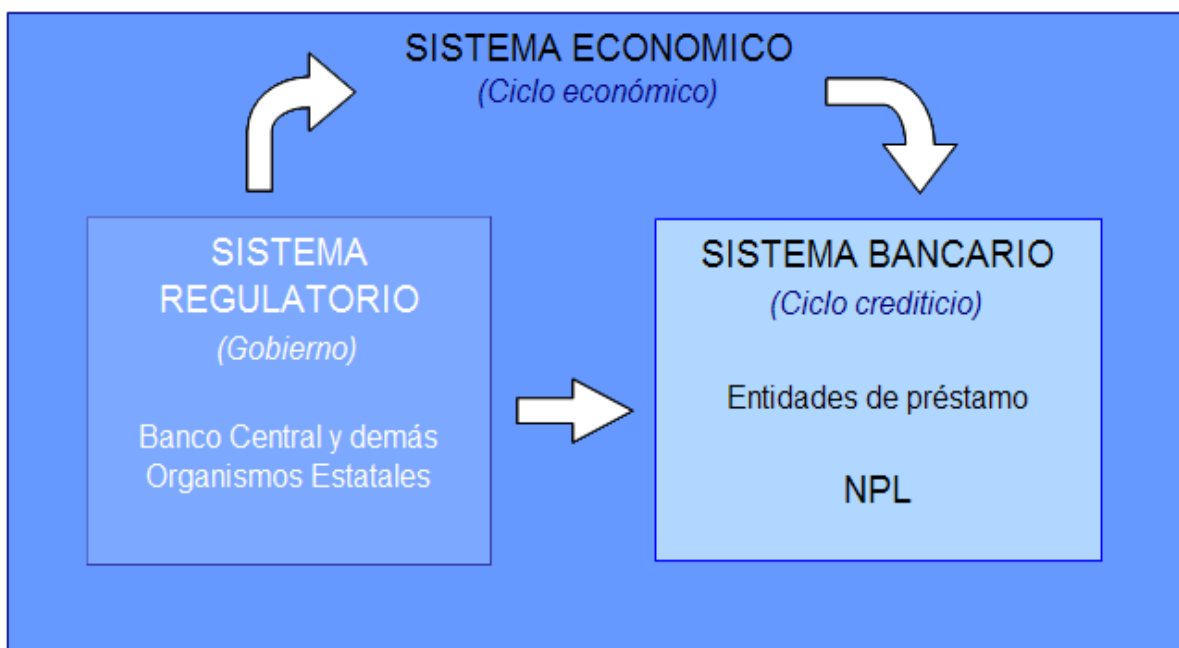 SISTEMA ECONOMICO
(Ciclo económico)
SISTEMA
REGULATORIO
(Gobierno)
Banco Central y demás
Organismos Estatales
SISTEMA BANCARIO
(Ciclo crediticio)
Entidades de préstamo
NPL